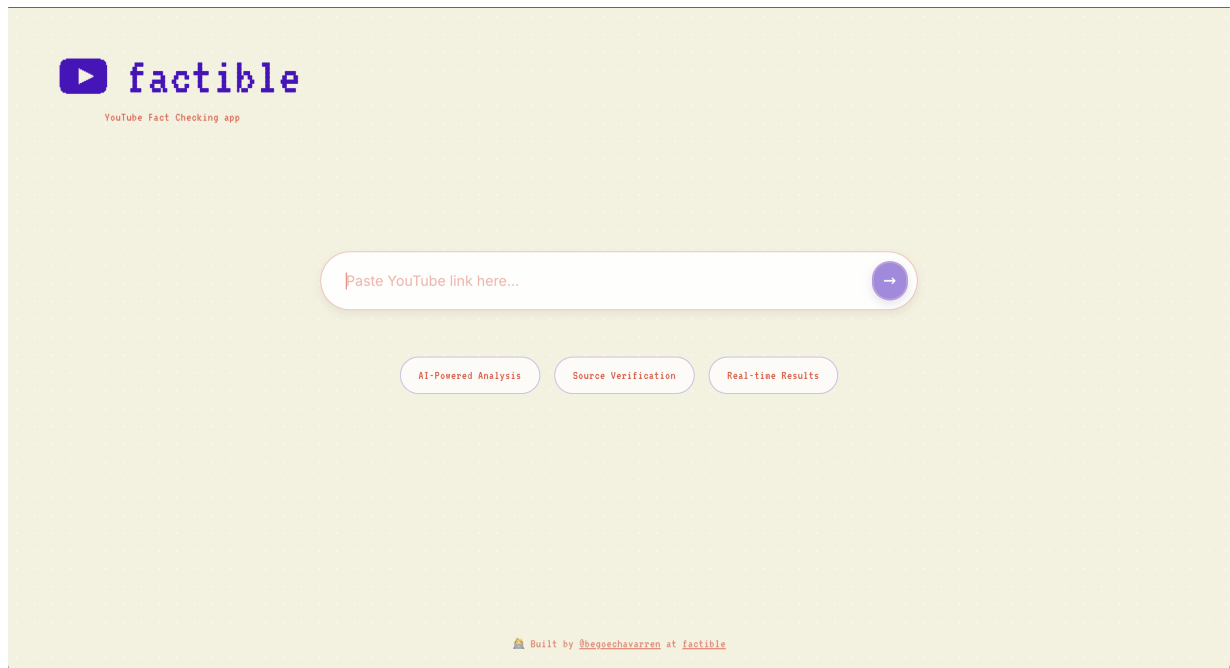 factible
YouTube Fact Checking app
Paste YouTube link here...
→
AI-Powered Analysis
Source Verification
Real-time Results
Built by @begoechavarren at factible